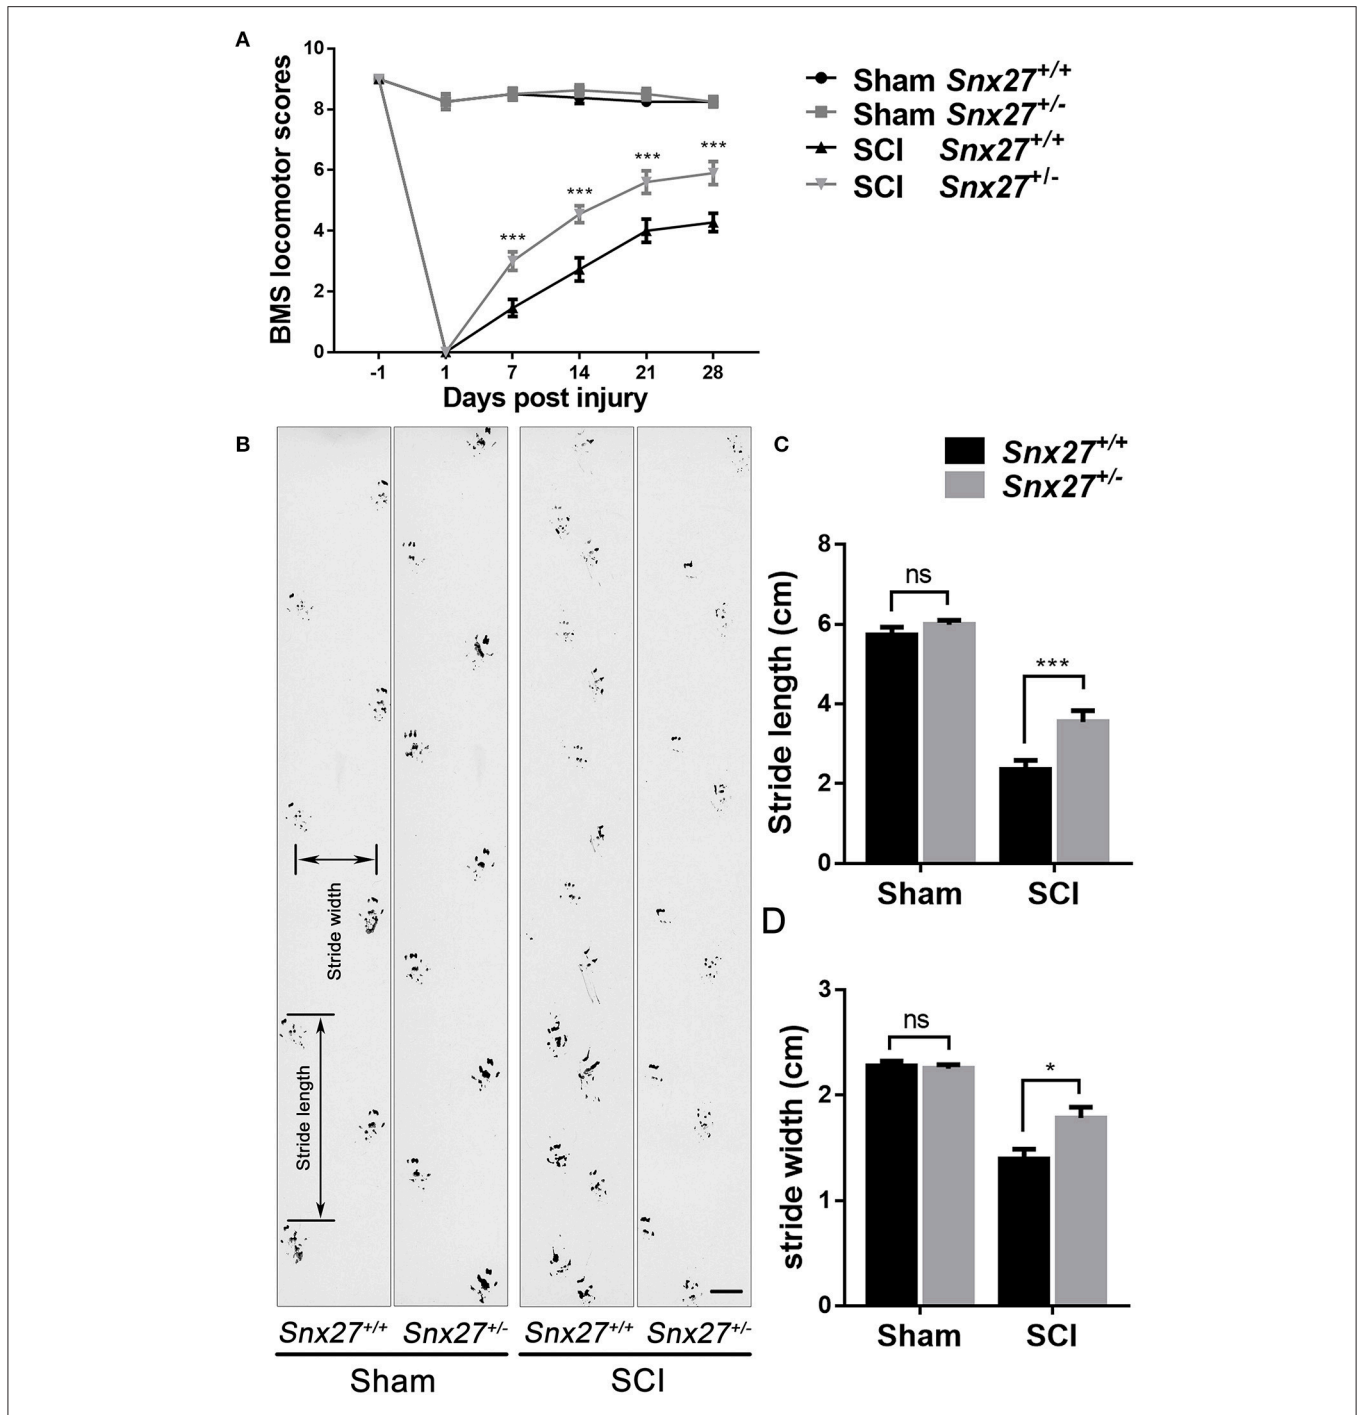 A
BMS locomotor scores
10
8
6
4
2
0
***
***
***
***
-1 1 7 14 21 28
Days post injury
Sham Snx27+/+
Sham Snx27+/-
SCI Snx27+/+
SCI Snx27+/-
B
Stride width
Stride length
Snx27+/+ Snx27+/- Snx27+/+ Snx27+/-
Sham SCI
C
Snx27+/+
Snx27+/-
Stride length (cm)
8
6
4
2
0
ns
***
Sham SCI
D
stride width (cm)
3
2
1
0
ns
*
Sham SCI